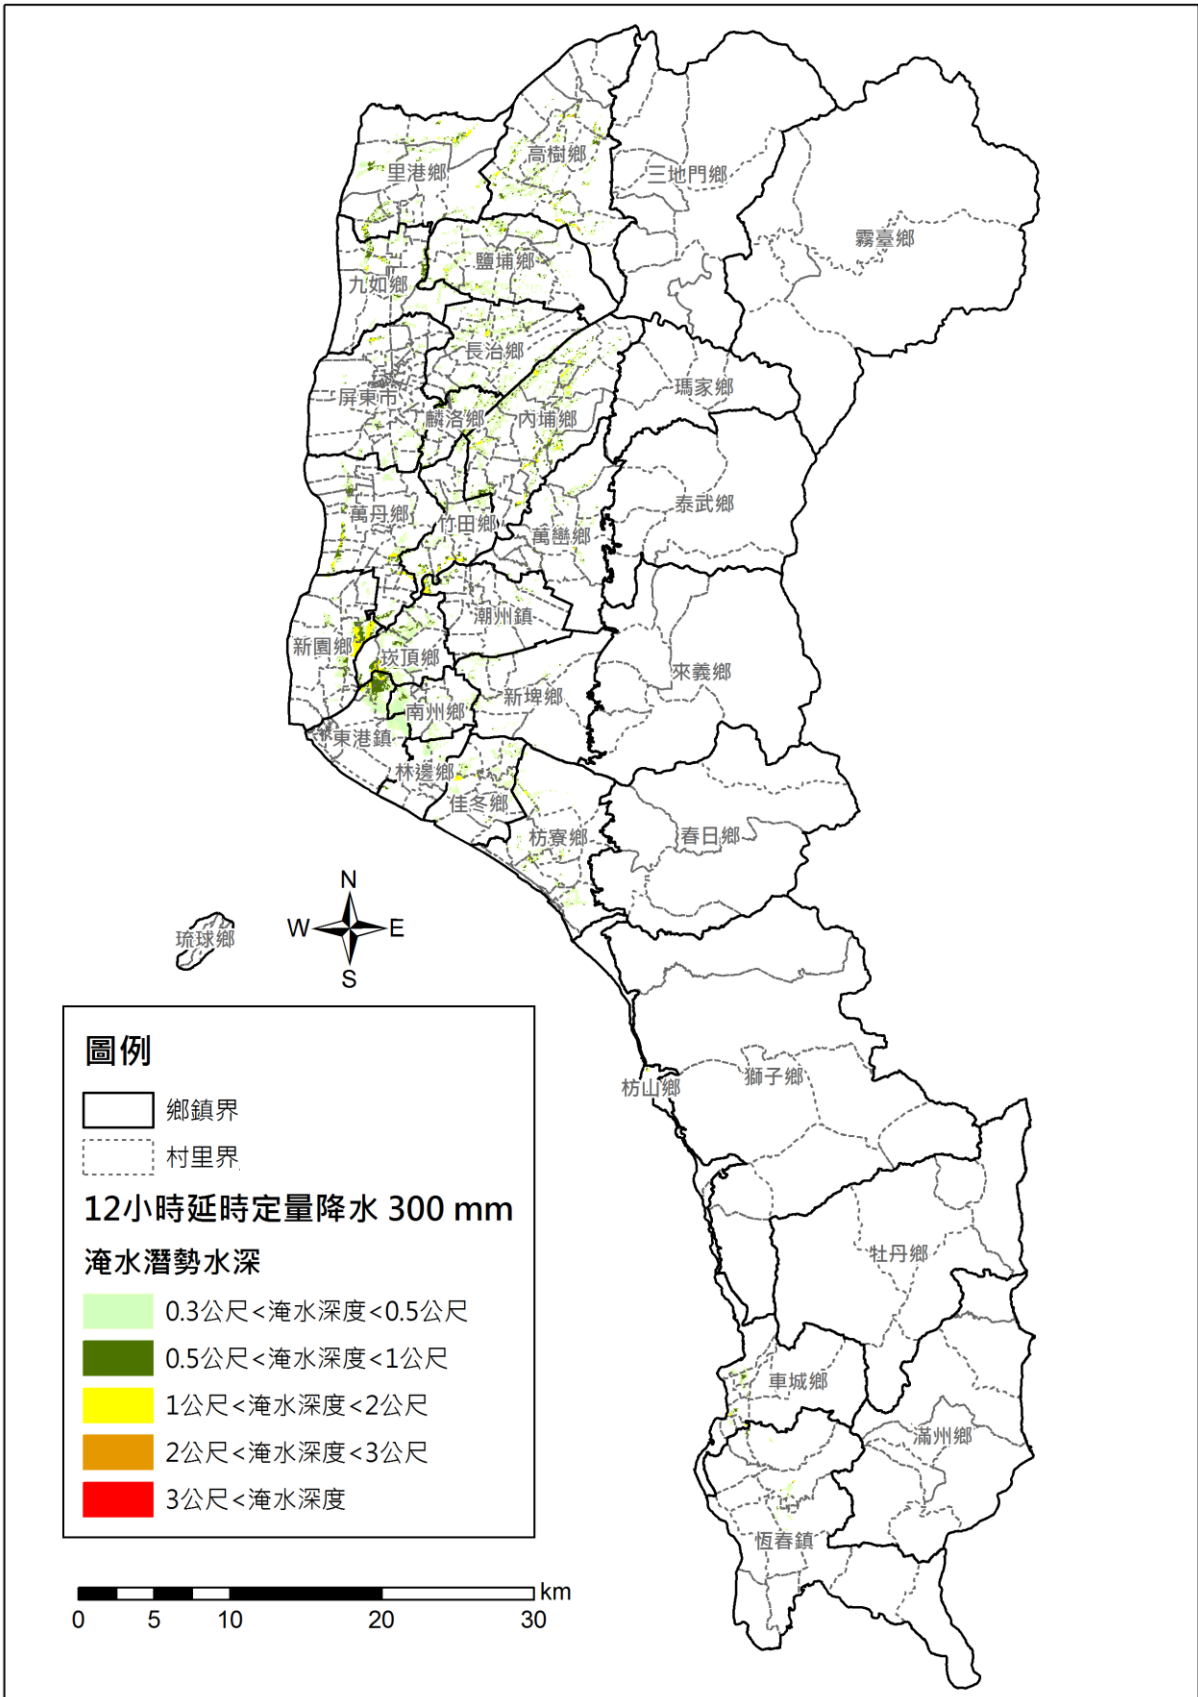 高樹鄉
里港鄉
三地門鄉
霧臺鄉
鹽埔鄉
九如鄉
長治鄉
瑪家鄉
屏東市
麟洛鄉
內埔鄉
泰武鄉
萬丹鄉
竹田鄉
萬巒鄉
潮州鎮
新園鄉
崁頂鄉
來義鄉
新埤鄉
南州鄉
東港鎮
林邊鄉
佳冬鄉
枋寮鄉
春日鄉
N
W
E
S
琉球鄉
獅子鄉
枋山鄉
牡丹鄉
車城鄉
滿州鄉
恆春鎮
圖例
鄉鎮界
村里界
12小時延時定量降水 300 mm
淹水潛勢水深
0.3公尺<淹水深度<0.5公尺
0.5公尺<淹水深度<1公尺
1公尺<淹水深度<2公尺
2公尺<淹水深度<3公尺
3公尺<淹水深度
km
0 5 10 20 30